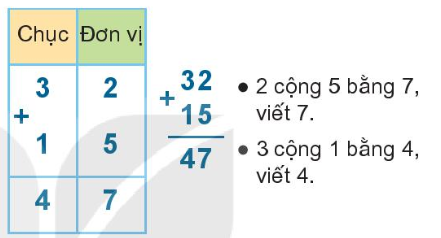 Chục Đơn vị
3 2
+
1 5
4 7
32
+
15
47
• 2 cộng 5 bằng 7,
viết 7.
• 3 cộng 1 bằng 4,
viết 4.